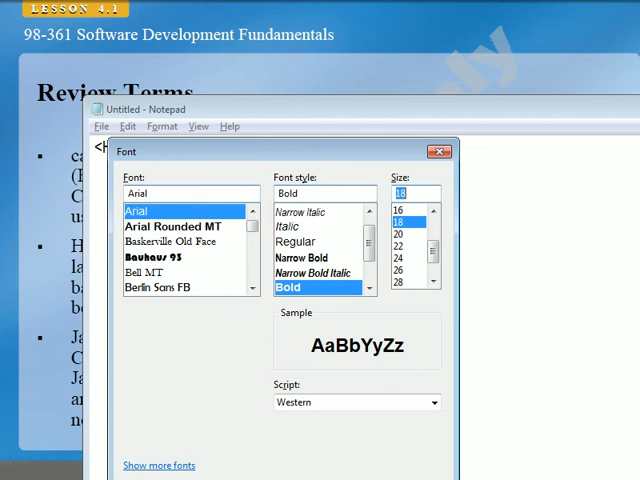 LESSON 4.1
98-361 Software Development Fundamentals
only
Review Terms
Untitled - Notepad
File Edit Format View Help
<H
Font
Font: Font style: Size:
Arial Bold 18
Arial Narrow Italic 16
Arial Rounded MT Italic 18
Baskerville Old Face Regular 20
Bauhaus 93 Narrow Bold 22
Bell MT Narrow Bold Italic 24
Berlin Sans FB Bold 26
28
Sample
AaBbYyZz
Script:
Western
Show more fonts